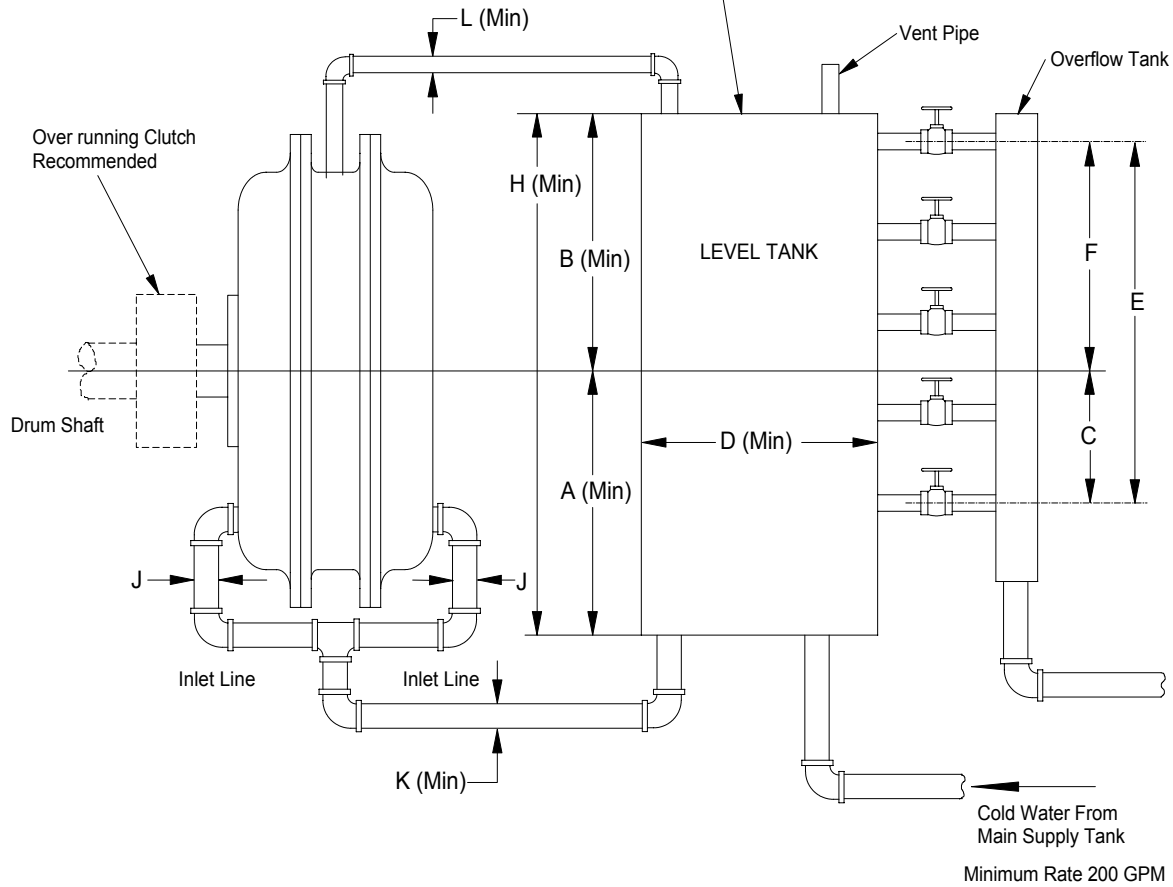 L (Min)
Vent Pipe
Overflow Tank
Over running Clutch
Recommended
H (Min)
B (Min)
LEVEL TANK
F
E
Drum Shaft
D (Min)
C
A (Min)
J
J
Inlet Line
Inlet Line
K (Min)
Cold Water From
Main Supply Tank
Minimum Rate 200 GPM